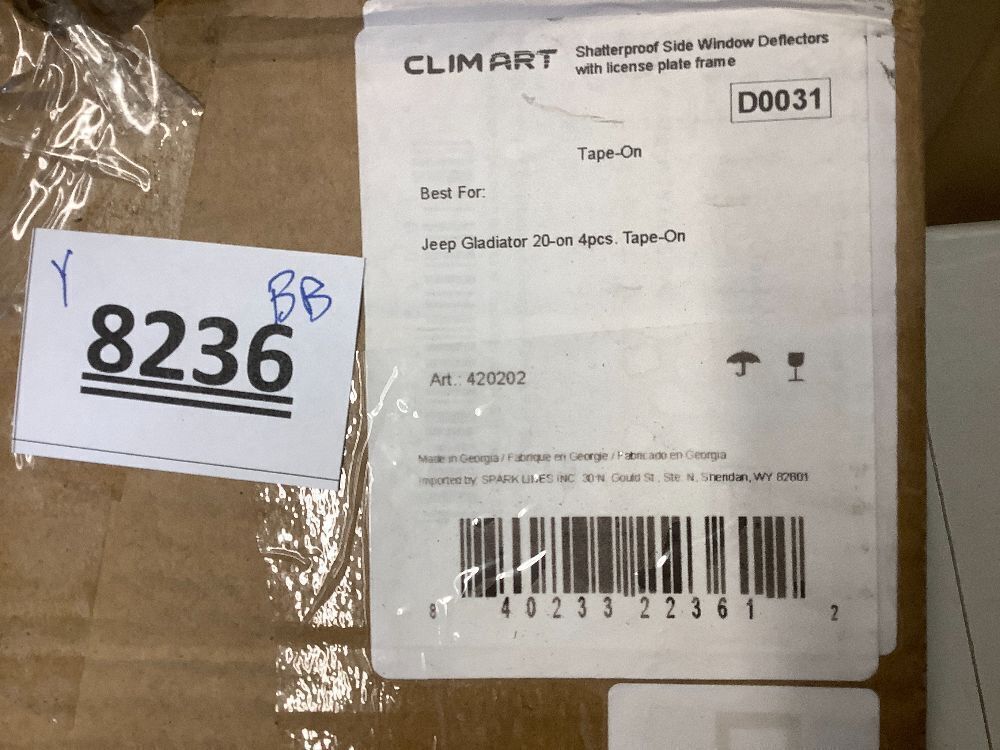 CLIM ART
Shatterproof Side Window Deflectors
with license plate frame
D0031
Tape-On
Best For:
Jeep Gladiator 20-on 4pcs. Tape-On
Art.: 420202
Made in Georgia / Fabrique en Georgie / Fabricado en Georgia
Imported by: SPARK LINES INC. 30 N. Gould St., Ste. N, Sheridan, WY 82801
8 40233 22361 2
Y BB
8236